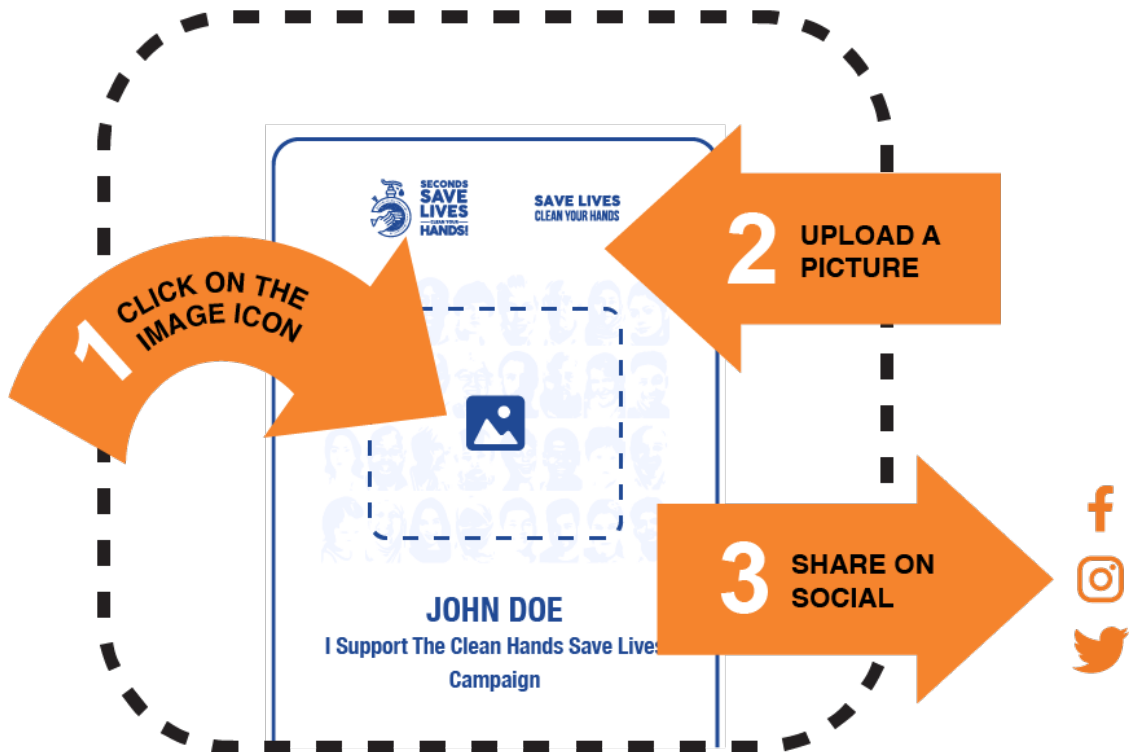 SECONDS
SAVE
LIVES
CLEAN YOUR
HANDS!
SAVE LIVES
CLEAN YOUR HANDS
1
CLICK ON THE
IMAGE ICON
2
UPLOAD A
PICTURE
JOHN DOE
I Support The Clean Hands Save Lives
Campaign
3
SHARE ON
SOCIAL